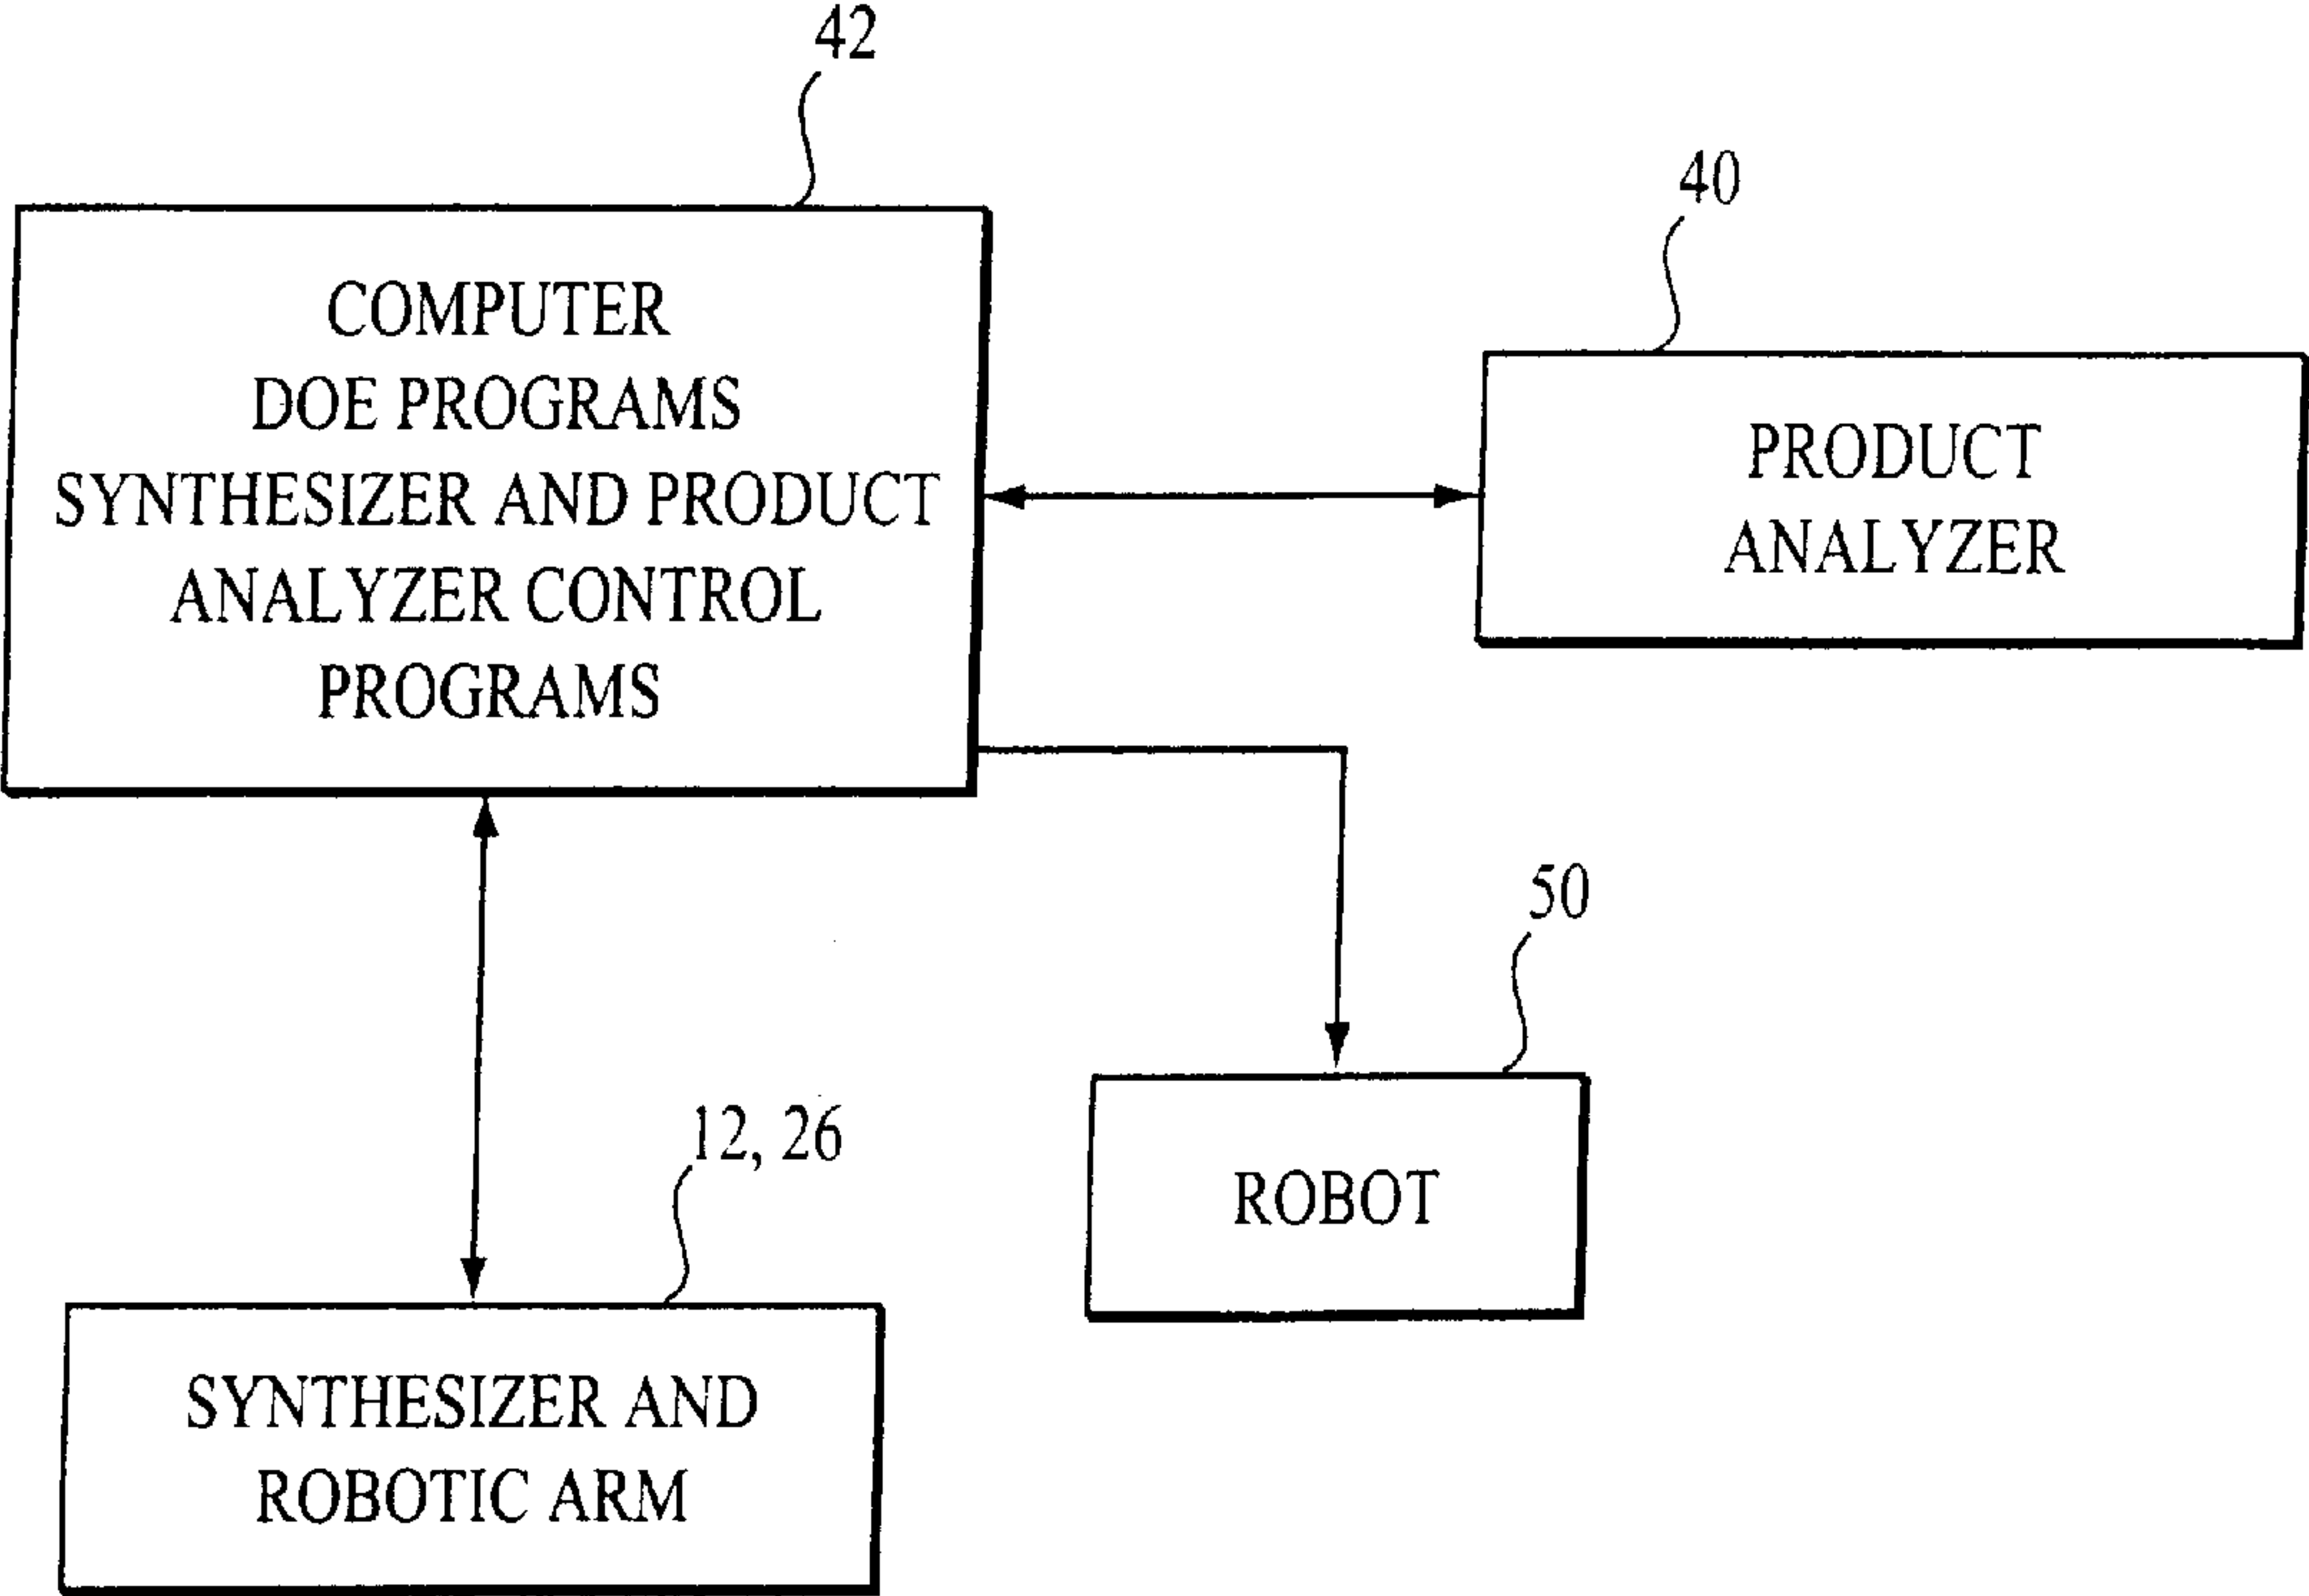 42
40
COMPUTER
DOE PROGRAMS
SYNTHESIZER AND PRODUCT
ANALYZER CONTROL
PROGRAMS
PRODUCT
ANALYZER
50
12, 26
ROBOT
SYNTHESIZER AND
ROBOTIC ARM